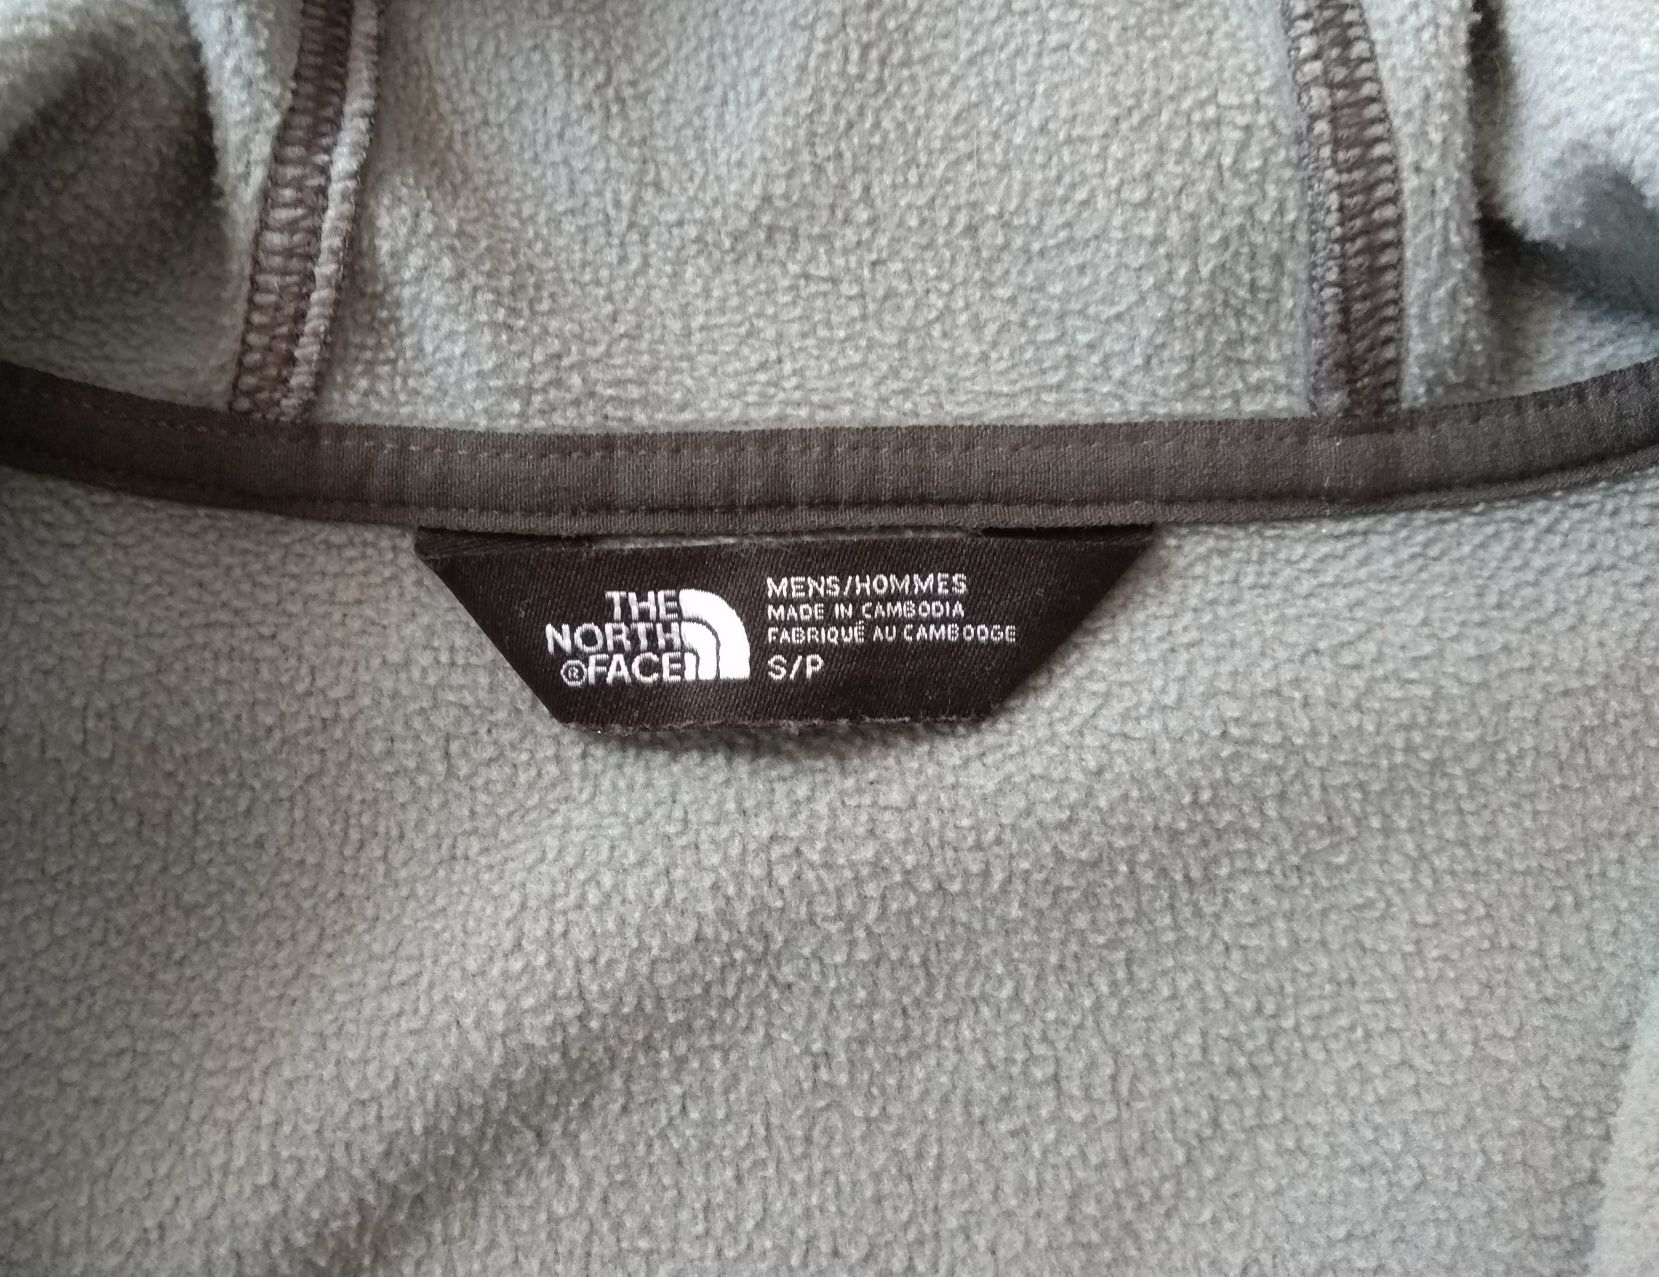 THE
NORTH
®FACE
MENS/HOMMES
MADE IN CAMBODIA
FABRIQUÉ AU CAMBODGE
S/P